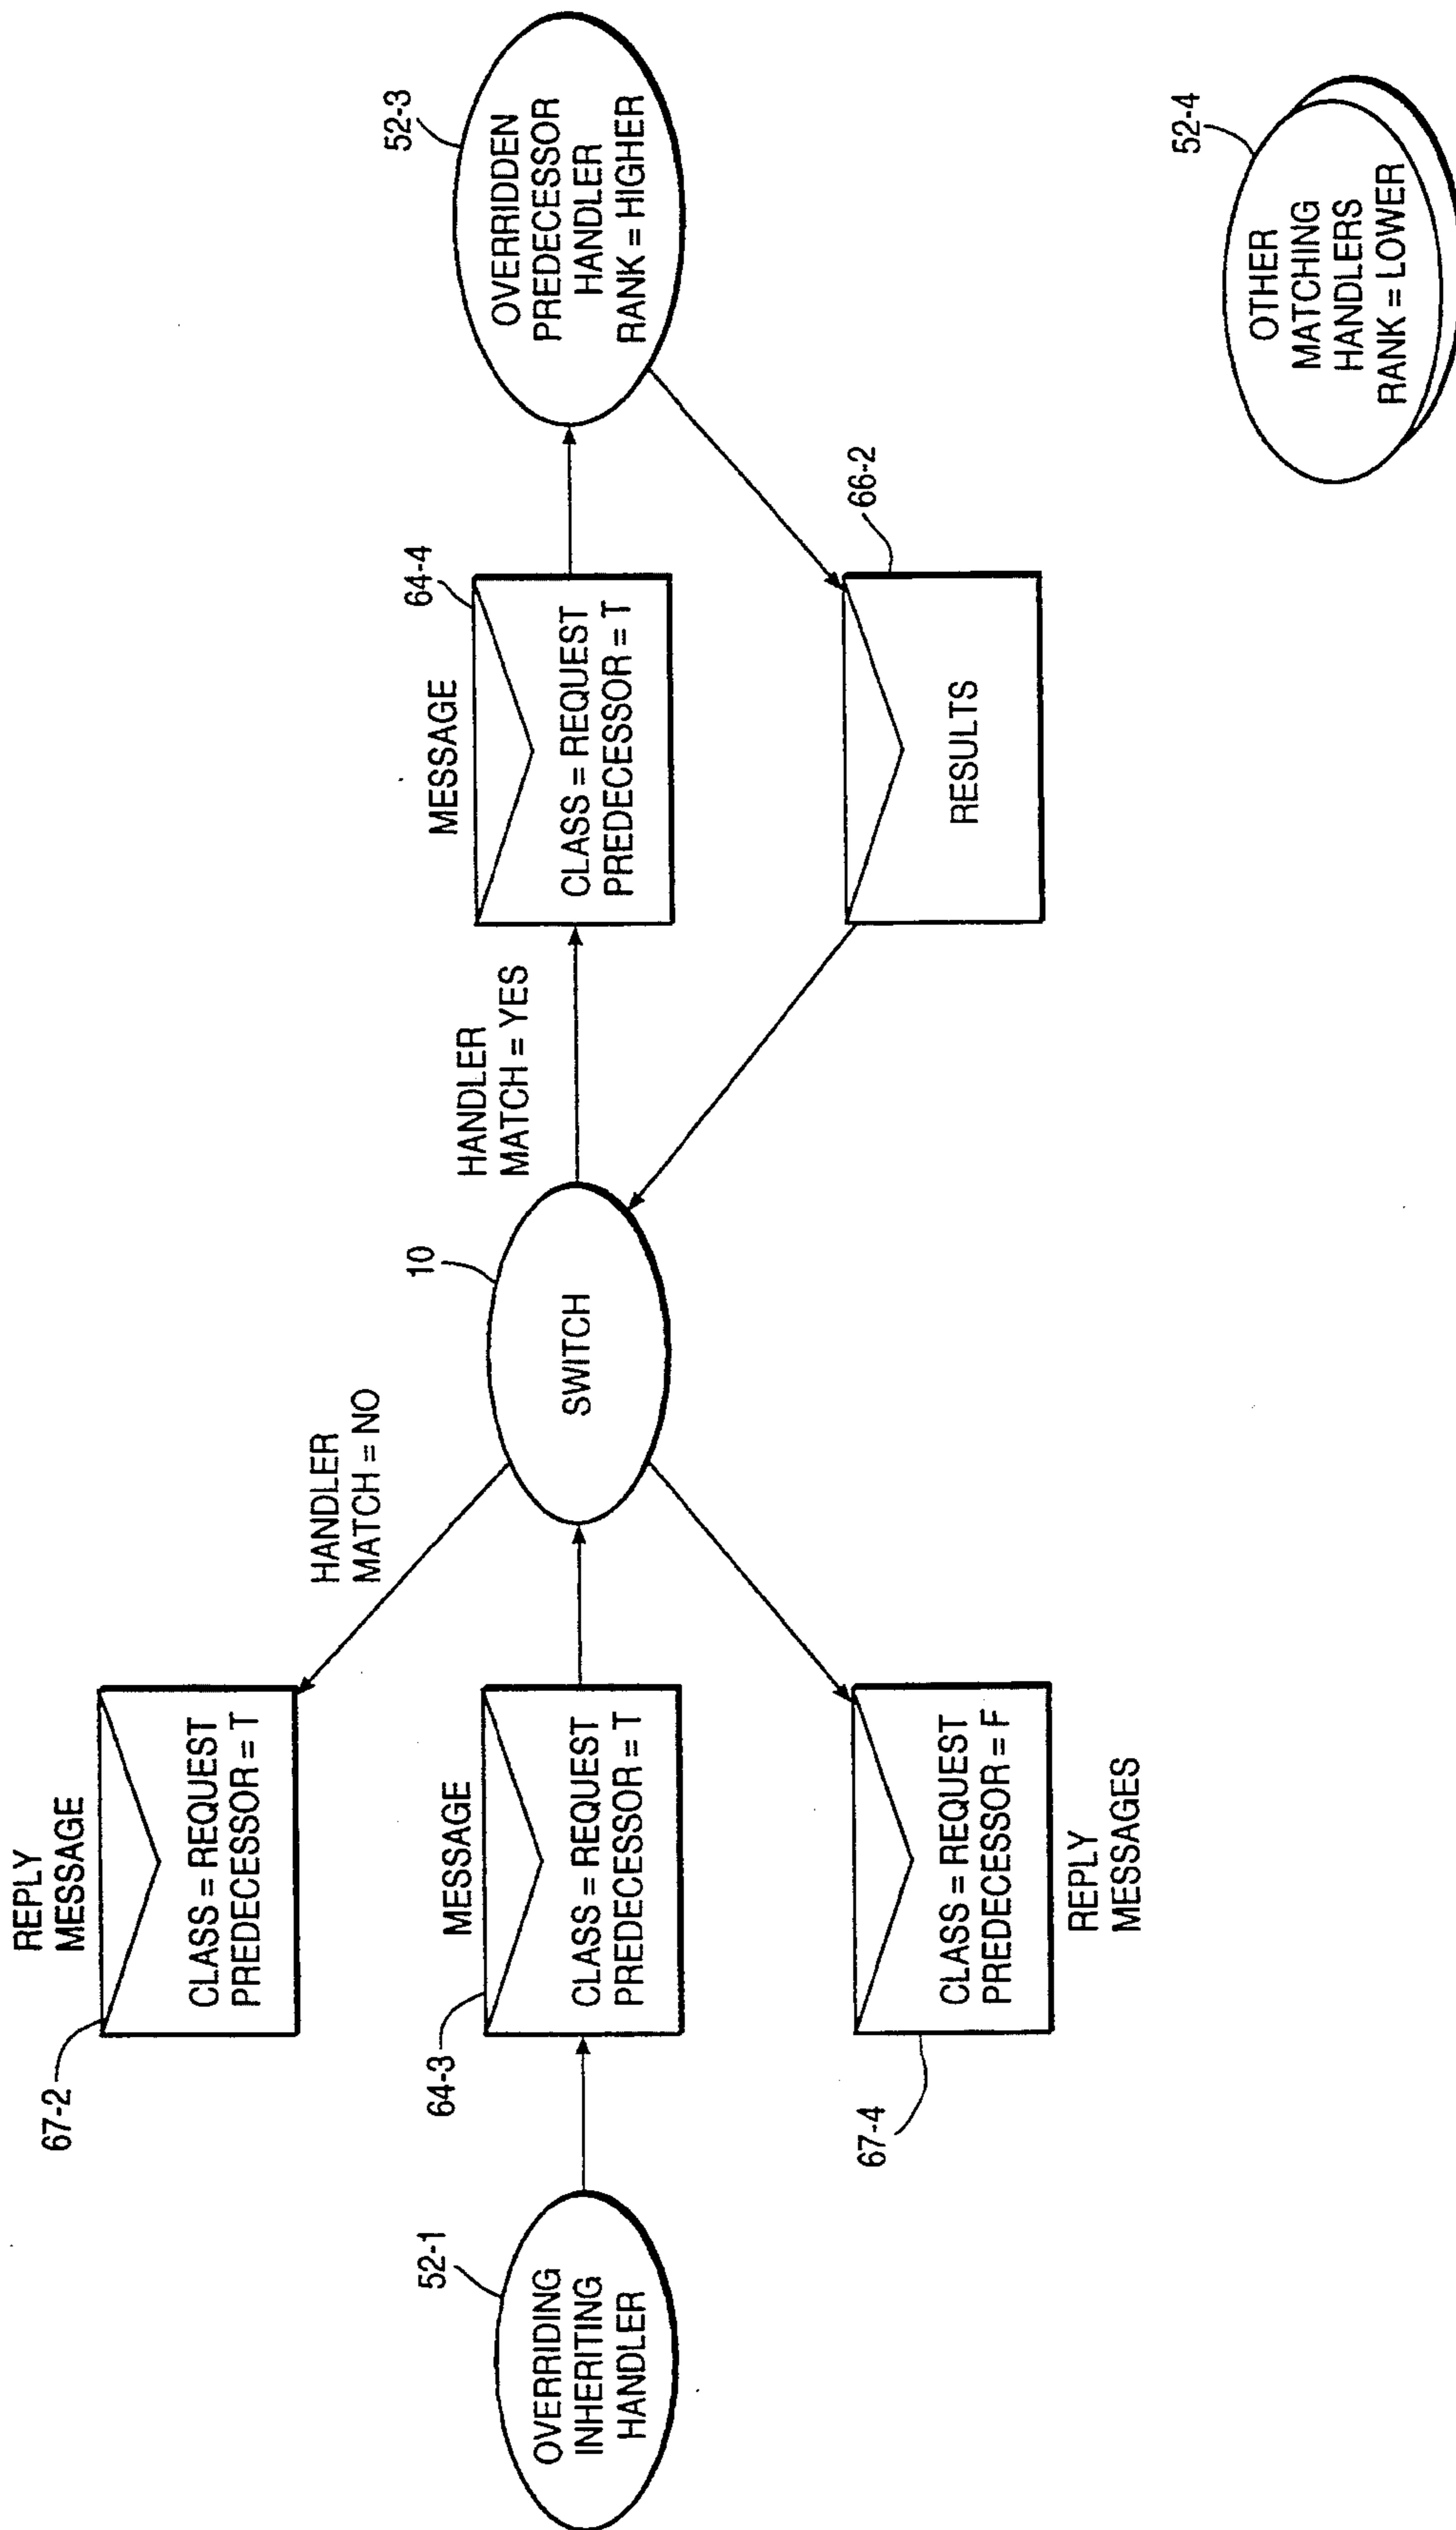 REPLY
MESSAGE
67-2
CLASS = REQUEST
PREDECESSOR = T
HANDLER
MATCH = NO
52-1
OVERRIDING
INHERITING
HANDLER
64-3
MESSAGE
CLASS = REQUEST
PREDECESSOR = T
10
SWITCH
HANDLER
MATCH = YES
MESSAGE
64-4
CLASS = REQUEST
PREDECESSOR = T
52-3
OVERRIDDEN
PREDECESSOR
HANDLER
RANK = HIGHER
67-4
CLASS = REQUEST
PREDECESSOR = F
REPLY
MESSAGES
66-2
RESULTS
52-4
OTHER
MATCHING
HANDLERS
RANK = LOWER